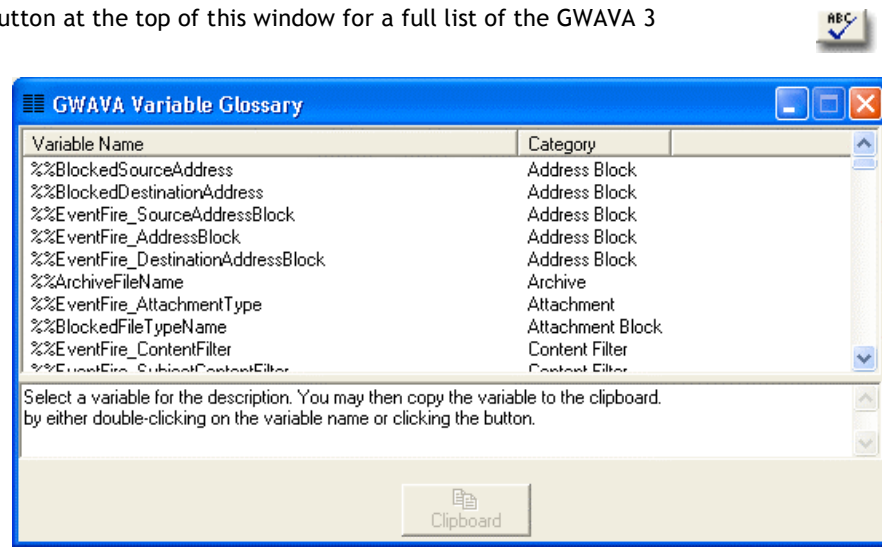 utton at the top of this window for a full list of the GWAVA 3
ABC
GWAVA Variable Glossary
Variable Name Category
%%BlockedSourceAddress Address Block
%%BlockedDestinationAddress Address Block
%%EventFire_SourceAddressBlock Address Block
%%EventFire_AddressBlock Address Block
%%EventFire_DestinationAddressBlock Address Block
%%ArchiveFileName Archive
%%EventFire_AttachmentType Attachment
%%BlockedFileTypeName Attachment Block
%%EventFire_ContentFilter Content Filter
%%EventFire_SubjectContentFilter Content Filter
Select a variable for the description. You may then copy the variable to the clipboard.
by either double-clicking on the variable name or clicking the button.
Clipboard